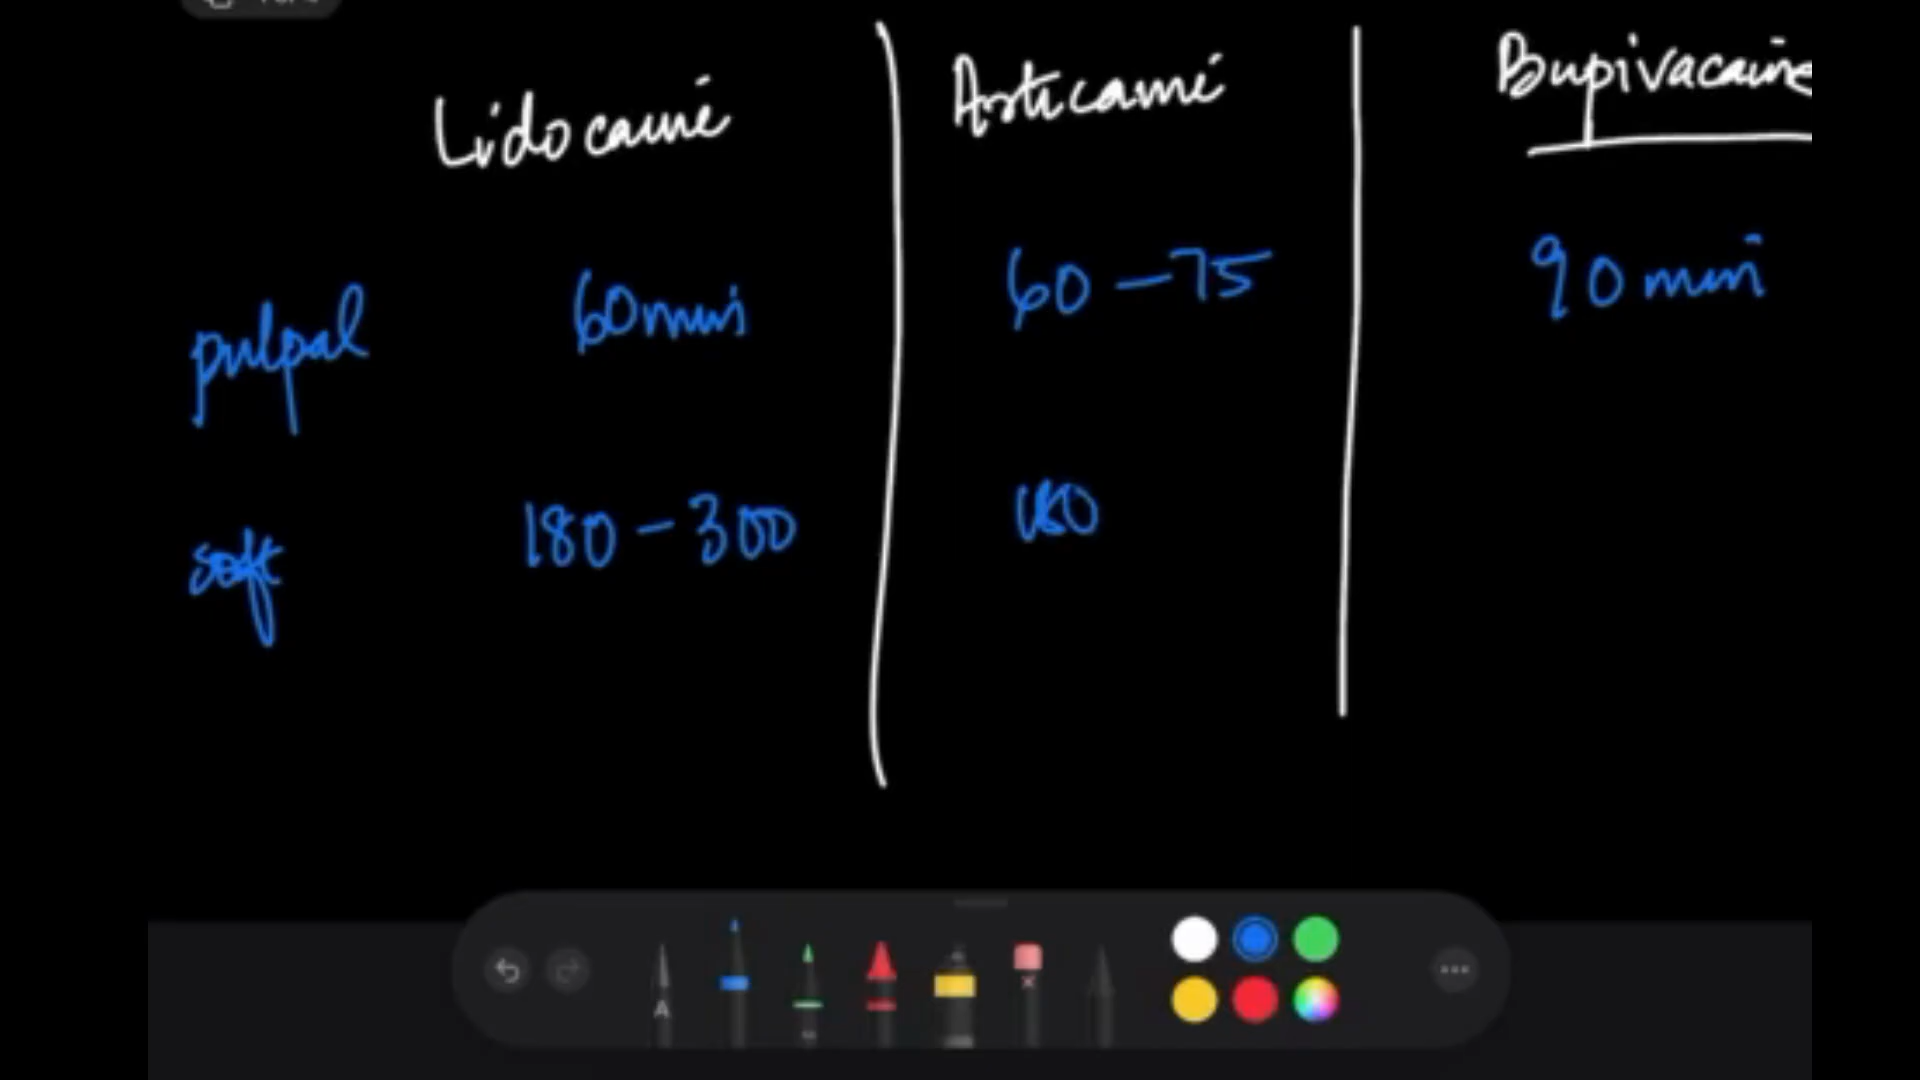 Lidocaine Articaine Bupivacaine
pulpal 60min 60-75 90 min
soft 180-300 180
A